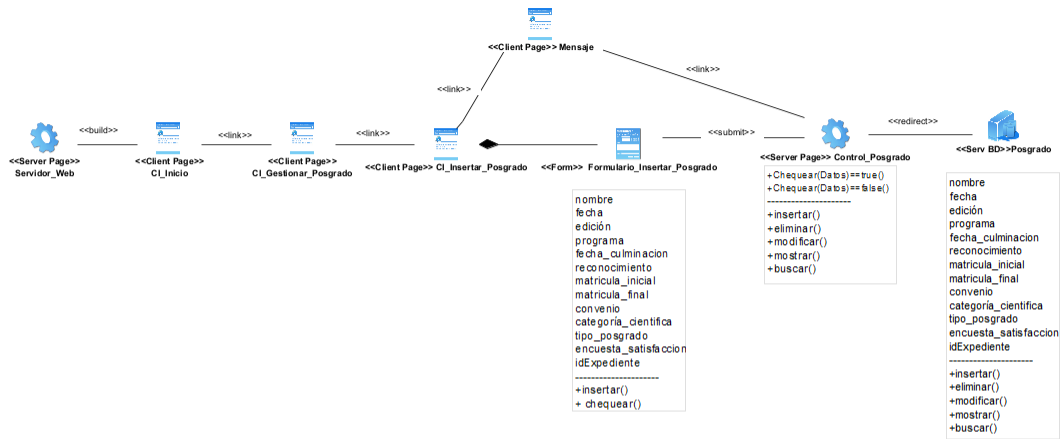 <<Client Page>> Mensaje
<<link>>
<<link>>
<<build>>
<<link>>
<<link>>
<<submit>>
<<redirect>>
<<Server Page>>
Servidor_Web
<<Client Page>>
CI_Inicio
<<Client Page>>
CI_Gestionar_Posgrado
<<Client Page>> CI_Insertar_Posgrado
<<Form>> Formulario_Insertar_Posgrado
<<Server Page>> Control_Posgrado
<<Serv BD>>Posgrado
nombre
fecha
edición
programa
fecha_culminacion
reconocimiento
matricula_inicial
matricula_final
convenio
categoría_cientifica
tipo_posgrado
encuesta_satisfaccion
idExpediente
---------------------
+insertar()
+ chequear()
+Chequear(Datos)==true()
+Chequear(Datos)==false()
---------------------
+insertar()
+eliminar()
+modificar()
+mostrar()
+buscar()
nombre
fecha
edición
programa
fecha_culminacion
reconocimiento
matricula_inicial
matricula_final
convenio
categoría_cientifica
tipo_posgrado
encuesta_satisfaccion
idExpediente
---------------------
+insertar()
+eliminar()
+modificar()
+mostrar()
+buscar()